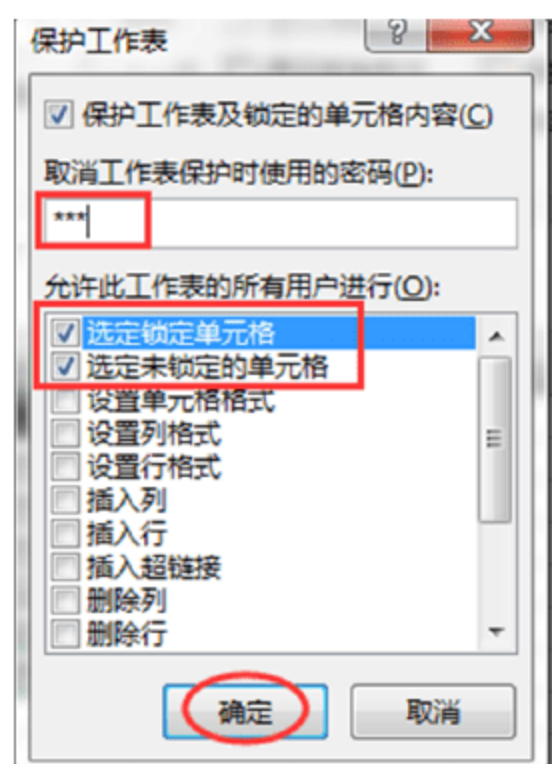 保护工作表
保护工作表及锁定的单元格内容(C)
取消工作表保护时使用的密码(P):
***
允许此工作表的所有用户进行(O):
选定锁定单元格
选定未锁定的单元格
设置单元格格式
设置列格式
设置行格式
插入列
插入行
插入超链接
删除列
删除行
确定
取消